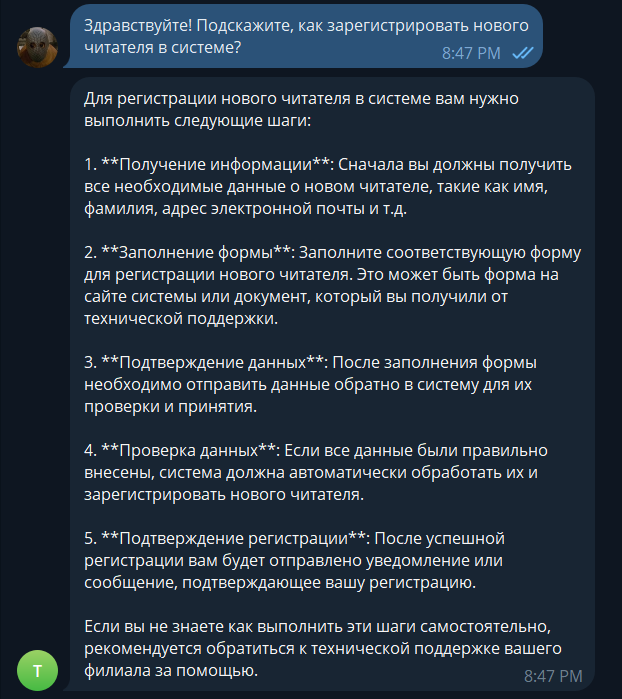 Здравствуйте! Подскажите, как зарегистрировать нового
читателя в системе?
8:47 PM
Для регистрации нового читателя в системе вам нужно
выполнить следующие шаги:
1. **Получение информации**: Сначала вы должны получить
все необходимые данные о новом читателе, такие как имя,
фамилия, адрес электронной почты и т.д.
2. **Заполнение формы**: Заполните соответствующую форму
для регистрации нового читателя. Это может быть форма на
сайте системы или документ, который вы получили от
технической поддержки.
3. **Подтверждение данных**: После заполнения формы
необходимо отправить данные обратно в систему для их
проверки и принятия.
4. **Проверка данных**: Если все данные были правильно
внесены, система должна автоматически обработать их и
зарегистрировать нового читателя.
5. **Подтверждение регистрации**: После успешной
регистрации вам будет отправлено уведомление или
сообщение, подтверждающее вашу регистрацию.
Если вы не знаете как выполнить эти шаги самостоятельно,
рекомендуется обратиться к технической поддержке вашего
филиала за помощью.
8:47 PM
Т